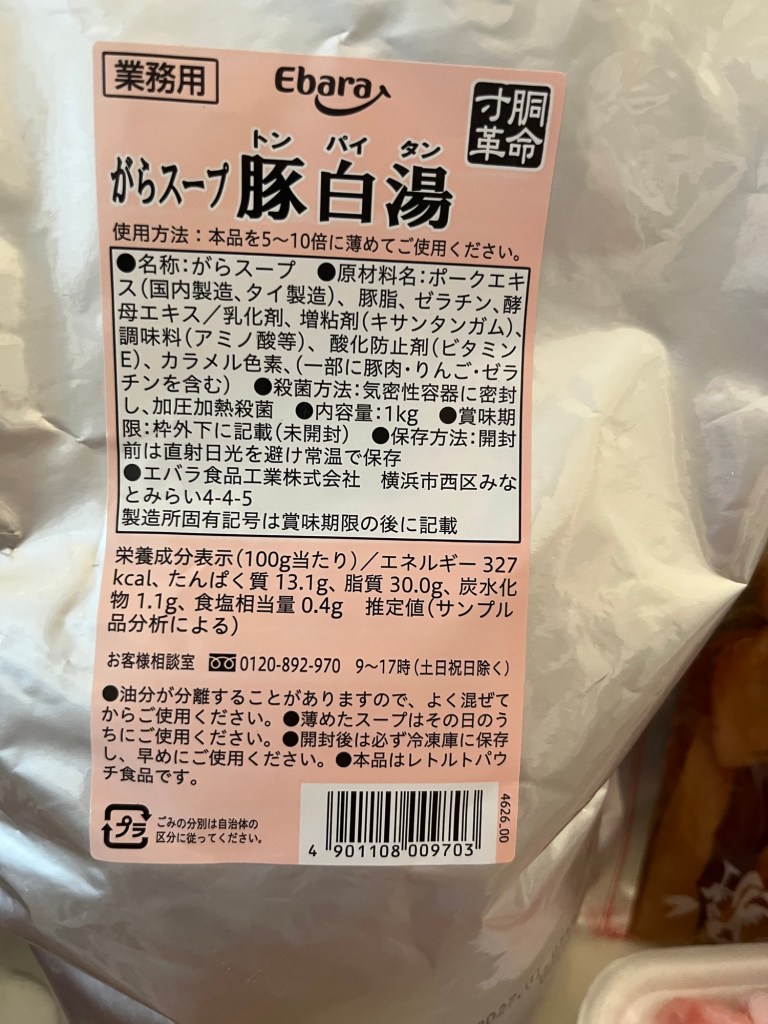 業務用
Ebara
寸胴
革命
トン パイ タン
がらスープ 豚白湯
使用方法：本品を5～10倍に薄めてご使用ください。
●名称：がらスープ ●原材料名：ポークエキ
ス（国内製造、タイ製造）、豚脂、ゼラチン、酵
母エキス／乳化剤、増粘剤（キサンタンガム）、
調味料（アミノ酸等）、酸化防止剤（ビタミン
E）、カラメル色素、（一部に豚肉・りんご・ゼラ
チンを含む） ●殺菌方法：気密性容器に密封
し、加圧加熱殺菌 ●内容量：1kg ●賞味期
限：枠外下に記載（未開封） ●保存方法：開封
前は直射日光を避け常温で保存
●エバラ食品工業株式会社 横浜市西区みな
とみらい4-4-5
製造所固有記号は賞味期限の後に記載
栄養成分表示（100g当たり）／エネルギー 327
kcal、たんぱく質 13.1g、脂質 30.0g、炭水化
物 1.1g、食塩相当量 0.4g 推定値（サンプル
品分析による）
お客様相談室 0120-892-970 9～17時（土日祝日除く）
●油分が分離することがありますので、よく混ぜて
からご使用ください。●薄めたスープはその日のう
ちにご使用ください。●開封後は必ず冷凍庫に保存
し、早めにご使用ください。●本品はレトルトパウ
チ食品です。
プラ
ごみの分別は自治体の
区分に従ってください。
4626_00
4 901108 009703